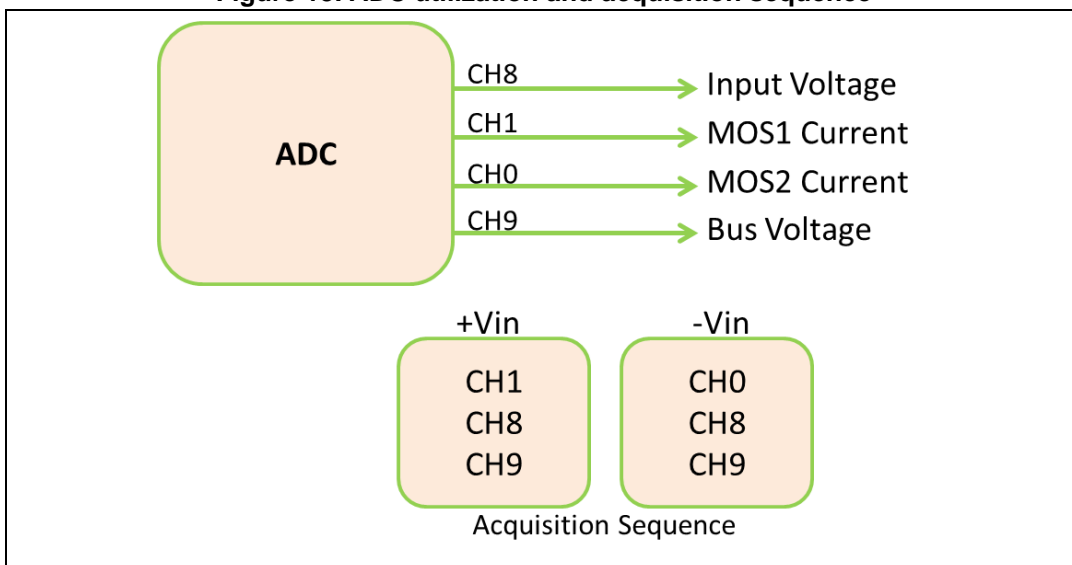 ADC
CH8
Input Voltage
CH1
MOS1 Current
CH0
MOS2 Current
CH9
Bus Voltage
+Vin
-Vin
CH1
CH8
CH9
CH0
CH8
CH9
Acquisition Sequence